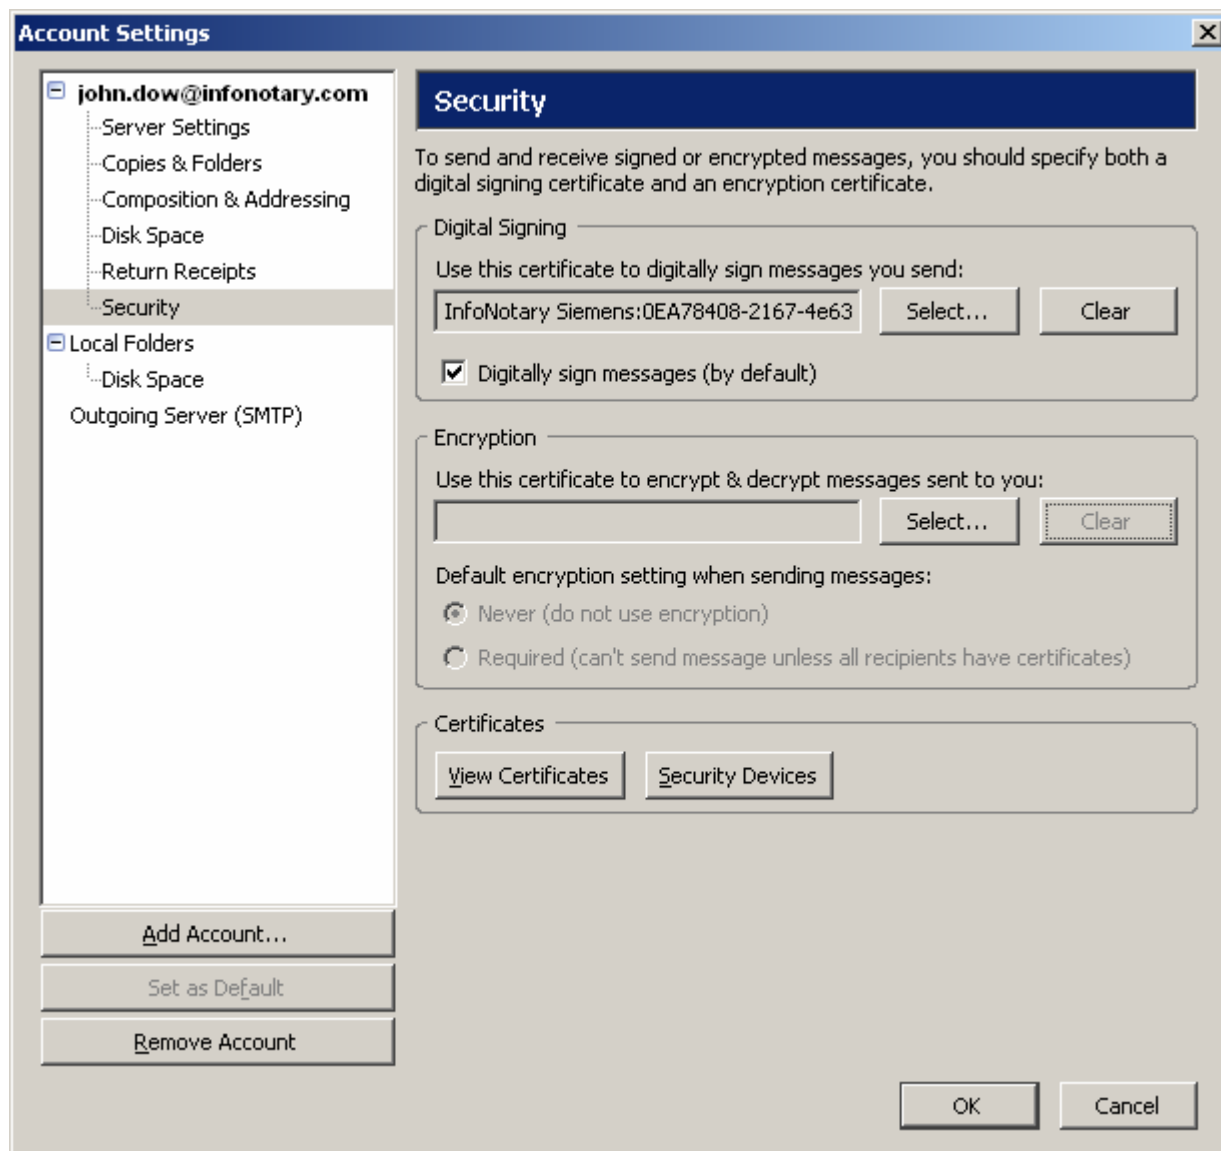 Account Settings
john.dow@infonotary.com
Server Settings
Copies & Folders
Composition & Addressing
Disk Space
Return Receipts
Security
Local Folders
Disk Space
Outgoing Server (SMTP)
Add Account...
Set as Default
Remove Account
Security
To send and receive signed or encrypted messages, you should specify both a
digital signing certificate and an encryption certificate.
Digital Signing
Use this certificate to digitally sign messages you send:
InfoNotary Siemens:0EA78408-2167-4e63 Select... Clear
Digitally sign messages (by default)
Encryption
Use this certificate to encrypt & decrypt messages sent to you:
Select... Clear
Default encryption setting when sending messages:
Never (do not use encryption)
Required (can't send message unless all recipients have certificates)
Certificates
View Certificates Security Devices
OK Cancel